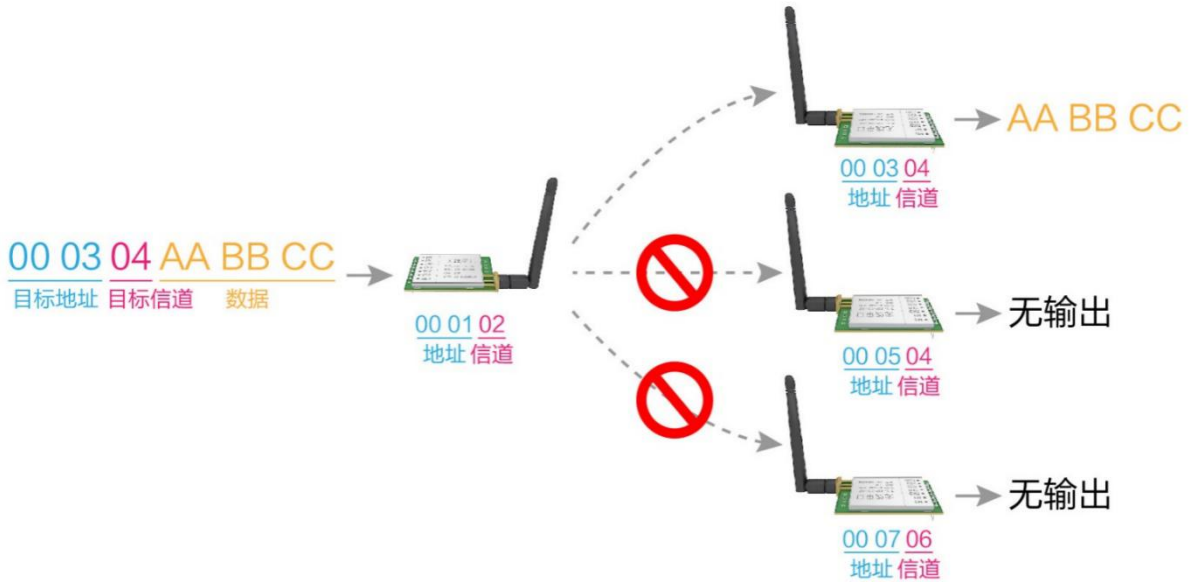 AA BB CC
00 03 04
地址 信道
00 03 04 AA BB CC
目标地址 目标信道 数据
00 01 02
地址 信道
无输出
00 05 04
地址 信道
无输出
00 07 06
地址 信道